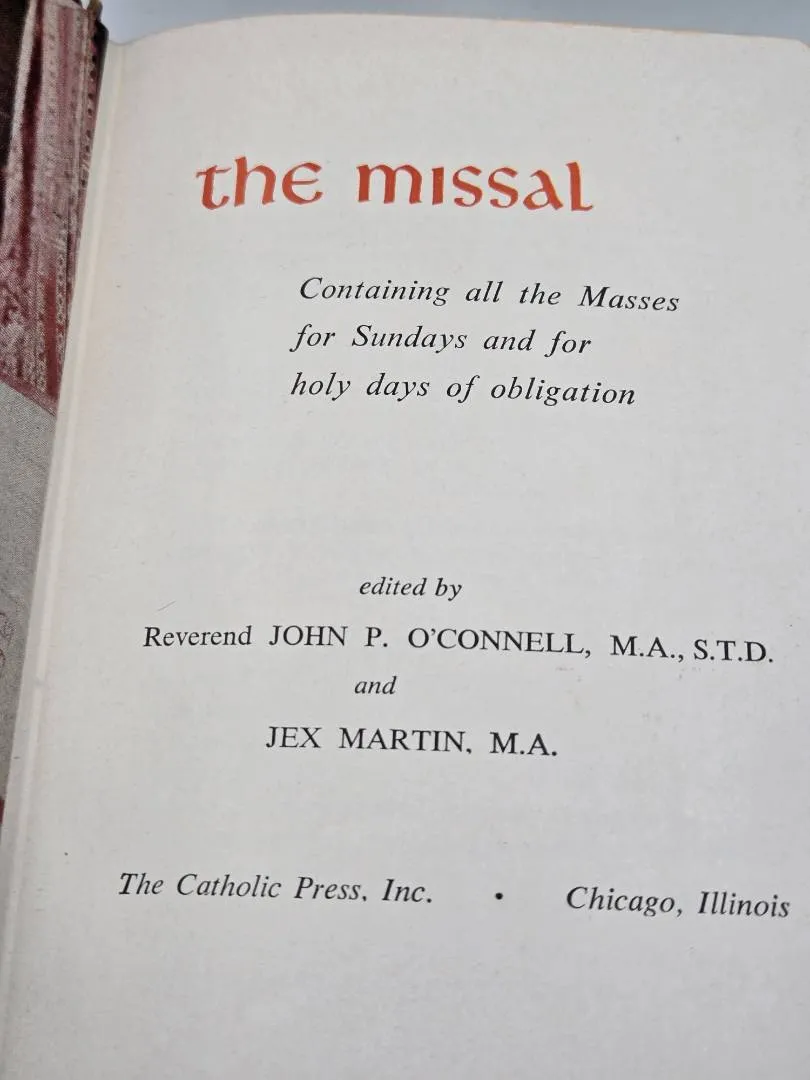 the missal
Containing all the Masses
for Sundays and for
holy days of obligation
edited by
Reverend JOHN P. O'CONNELL, M.A., S.T.D.
and
JEX MARTIN, M.A.
The Catholic Press, Inc. • Chicago, Illinois